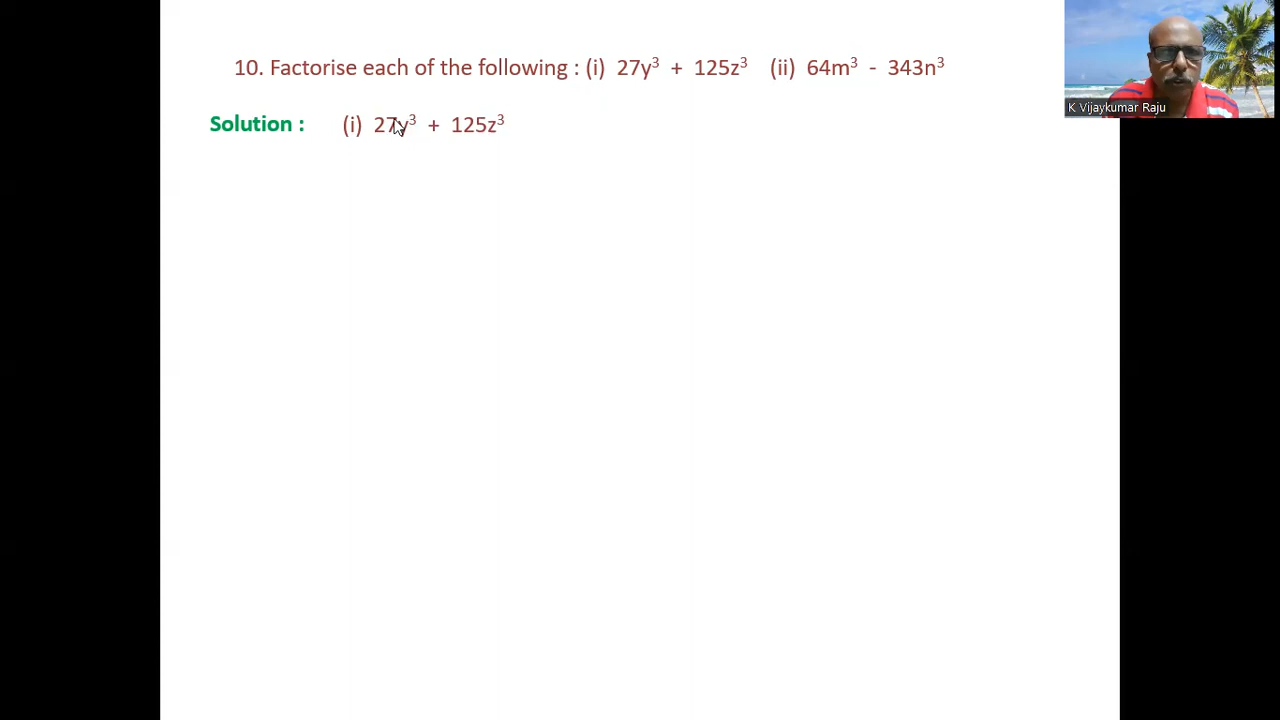 10. Factorise each of the following : (i) 27y³ + 125z³ (ii) 64m³ - 343n³
K Vijaykumar Raju
Solution : (i) 27y³ + 125z³